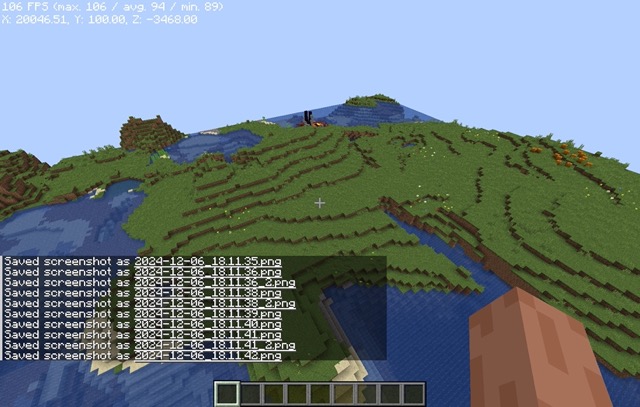 106 FPS (max. 106 / avg. 94 / min. 89)
X: 20046.51, Y: 100.00, Z: -3468.00
Saved screenshot as 2024-12-06_18.11.35.png
Saved screenshot as 2024-12-06_18.11.36.png
Saved screenshot as 2024-12-06_18.11.36_2.png
Saved screenshot as 2024-12-06_18.11.38.png
Saved screenshot as 2024-12-06_18.11.38_2.png
Saved screenshot as 2024-12-06_18.11.39.png
Saved screenshot as 2024-12-06_18.11.40.png
Saved screenshot as 2024-12-06_18.11.41.png
Saved screenshot as 2024-12-06_18.11.41_2.png
Saved screenshot as 2024-12-06_18.11.42.png